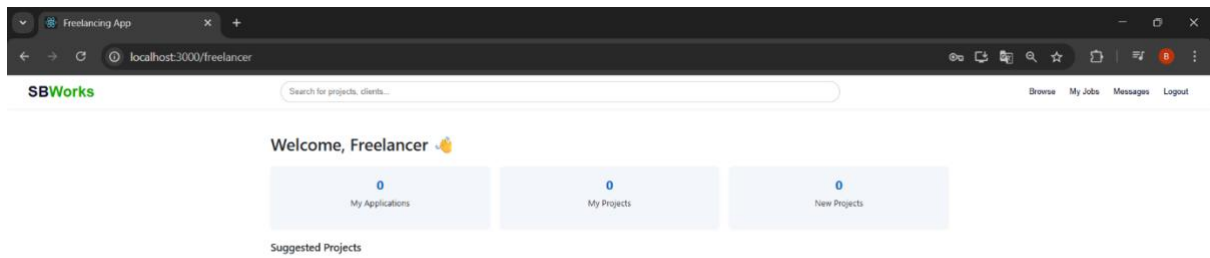 Freelancing App
localhost:3000/freelancer
B
SBWorks
Search for projects, clients...
Browse My Jobs Messages Logout
Welcome, Freelancer 👋
0
My Applications
0
My Projects
0
New Projects
Suggested Projects